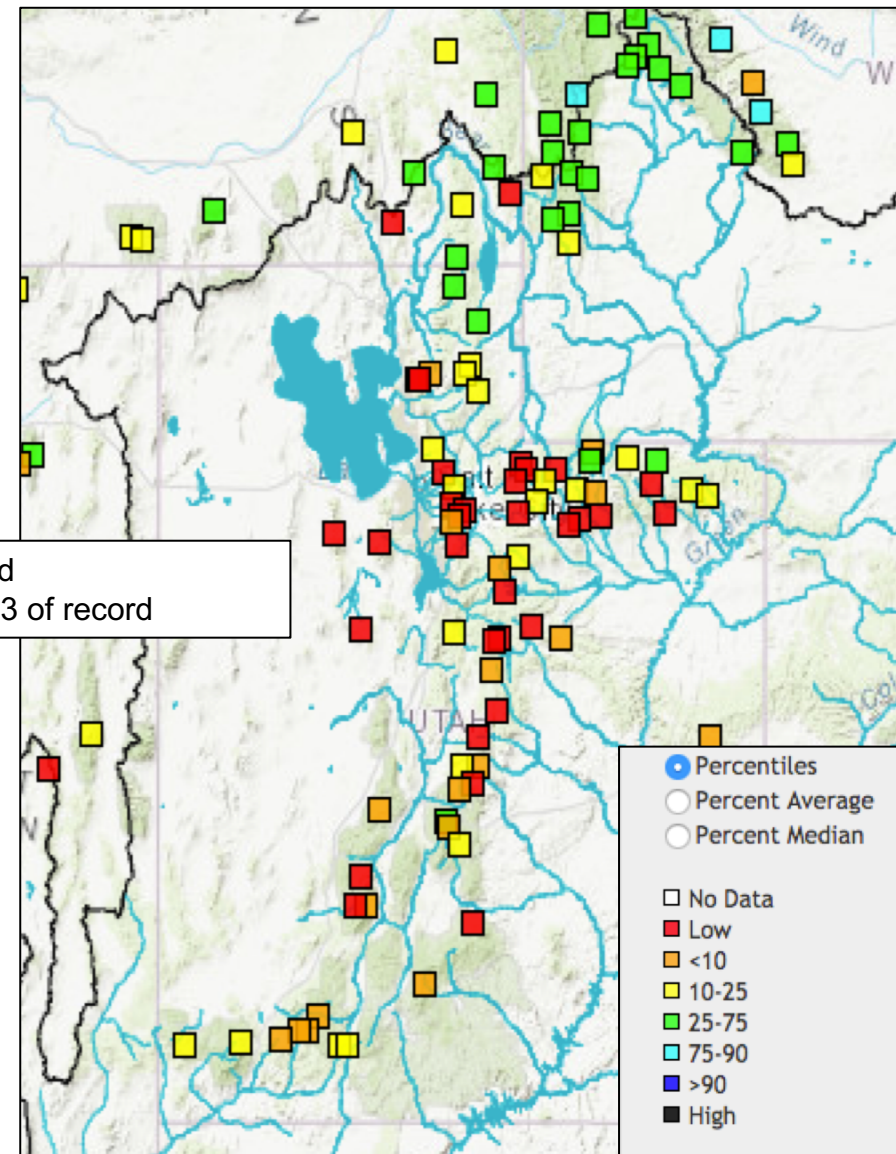 Wind
W
Bear
d
3 of record
Green
UTAH
Percentiles
Percent Average
Percent Median
No Data
Low
<10
10-25
25-75
75-90
>90
High